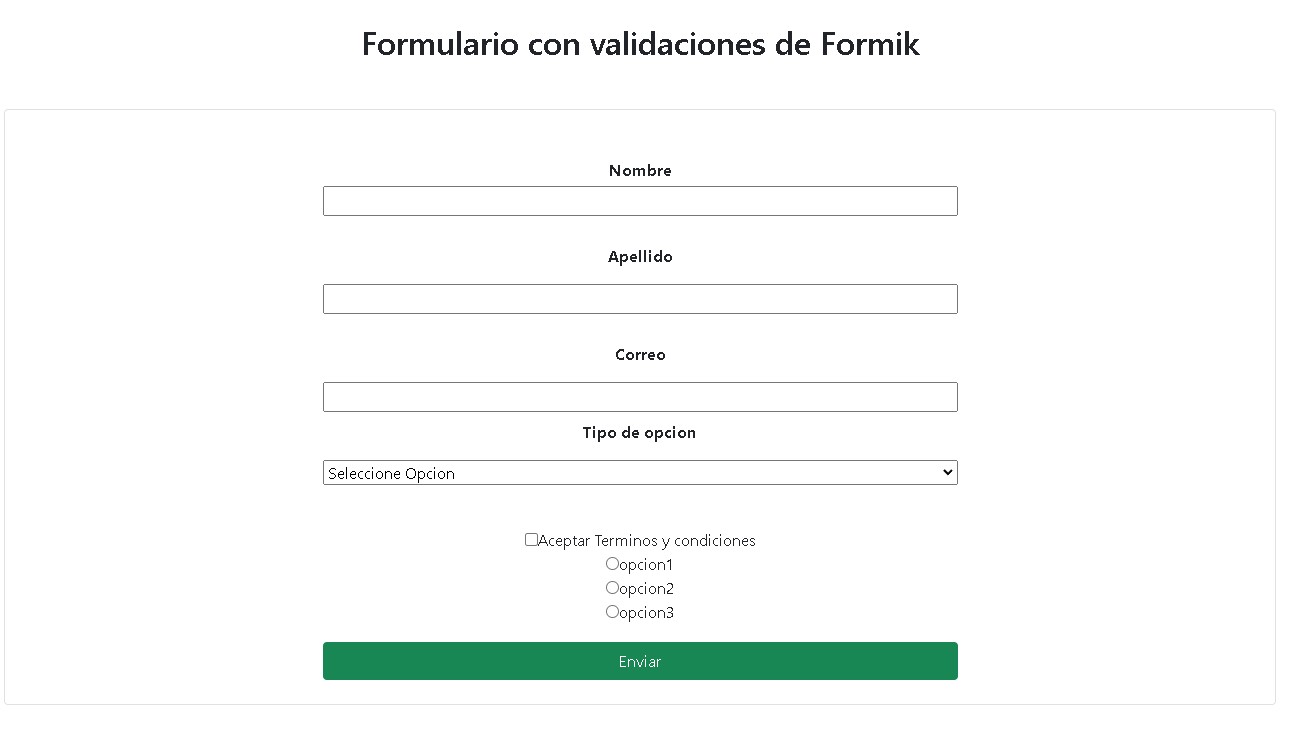 Formulario con validaciones de Formik
Nombre
Apellido
Correo
Tipo de opcion
Seleccione Opcion
Aceptar Terminos y condiciones
opcion1
opcion2
opcion3
Enviar